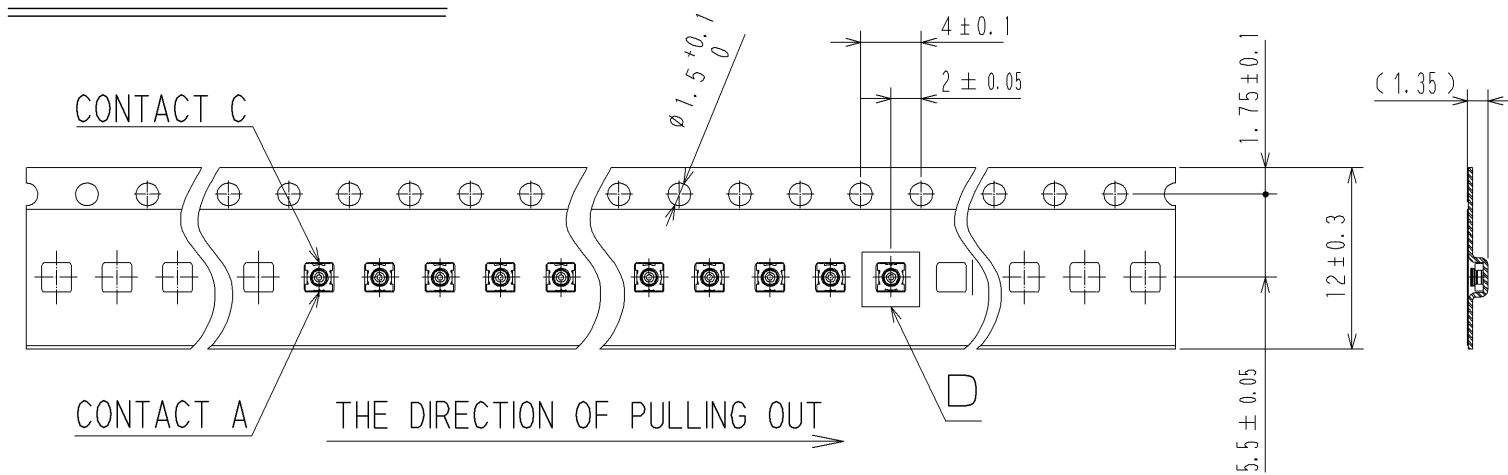 4±0.1
2±0.05
ø1.5 +0.1 0
1.75±0.1
(1.35)
CONTACT C
12±0.3
CONTACT A
THE DIRECTION OF PULLING OUT
D
5.5±0.05